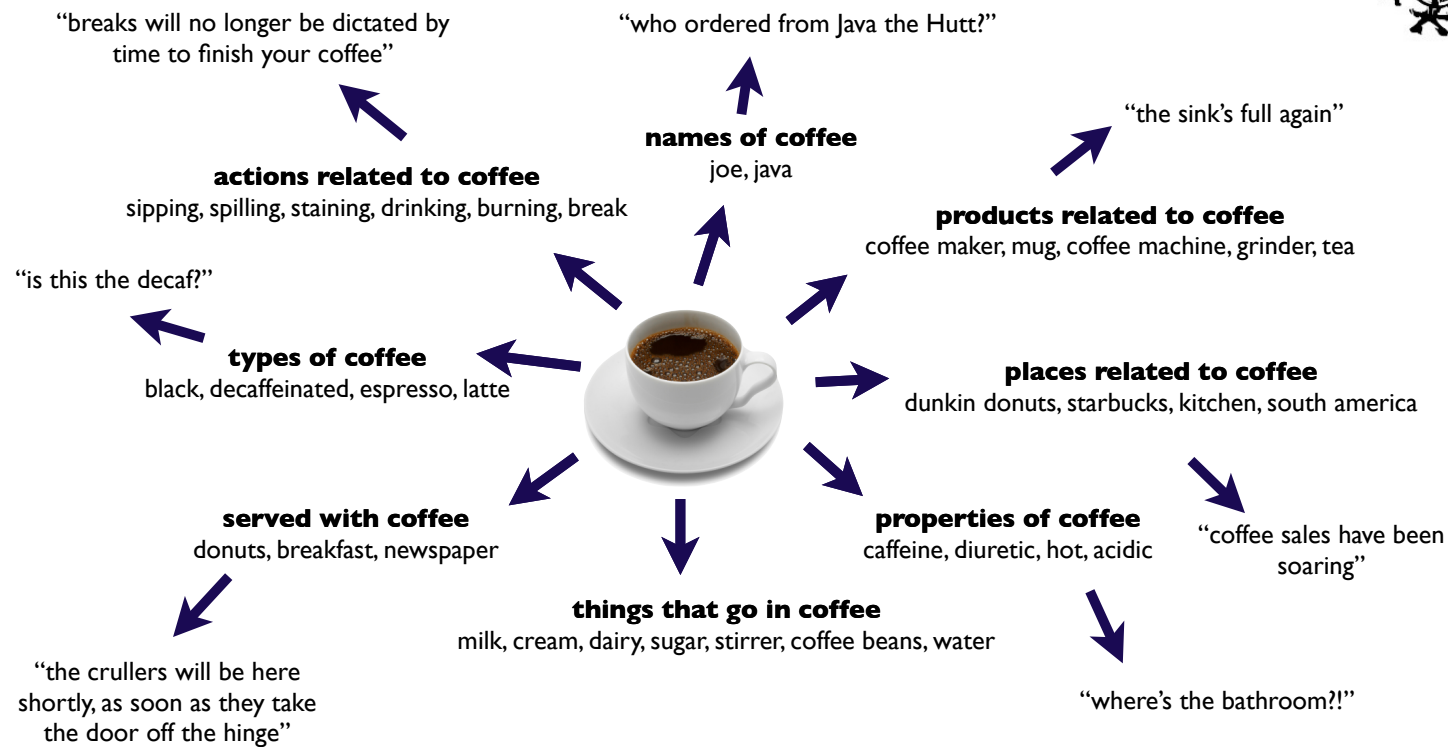 “breaks will no longer be dictated by
time to finish your coffee”
“who ordered from Java the Hutt?”
“the sink’s full again”
names of coffee
joe, java
actions related to coffee
sipping, spilling, staining, drinking, burning, break
products related to coffee
coffee maker, mug, coffee machine, grinder, tea
“is this the decaf?”
types of coffee
black, decaffeinated, espresso, latte
places related to coffee
dunkin donuts, starbucks, kitchen, south america
served with coffee
donuts, breakfast, newspaper
properties of coffee
caffeine, diuretic, hot, acidic
“coffee sales have been
soaring”
things that go in coffee
milk, cream, dairy, sugar, stirrer, coffee beans, water
“the crullers will be here
shortly, as soon as they take
the door off the hinge”
“where’s the bathroom?!”